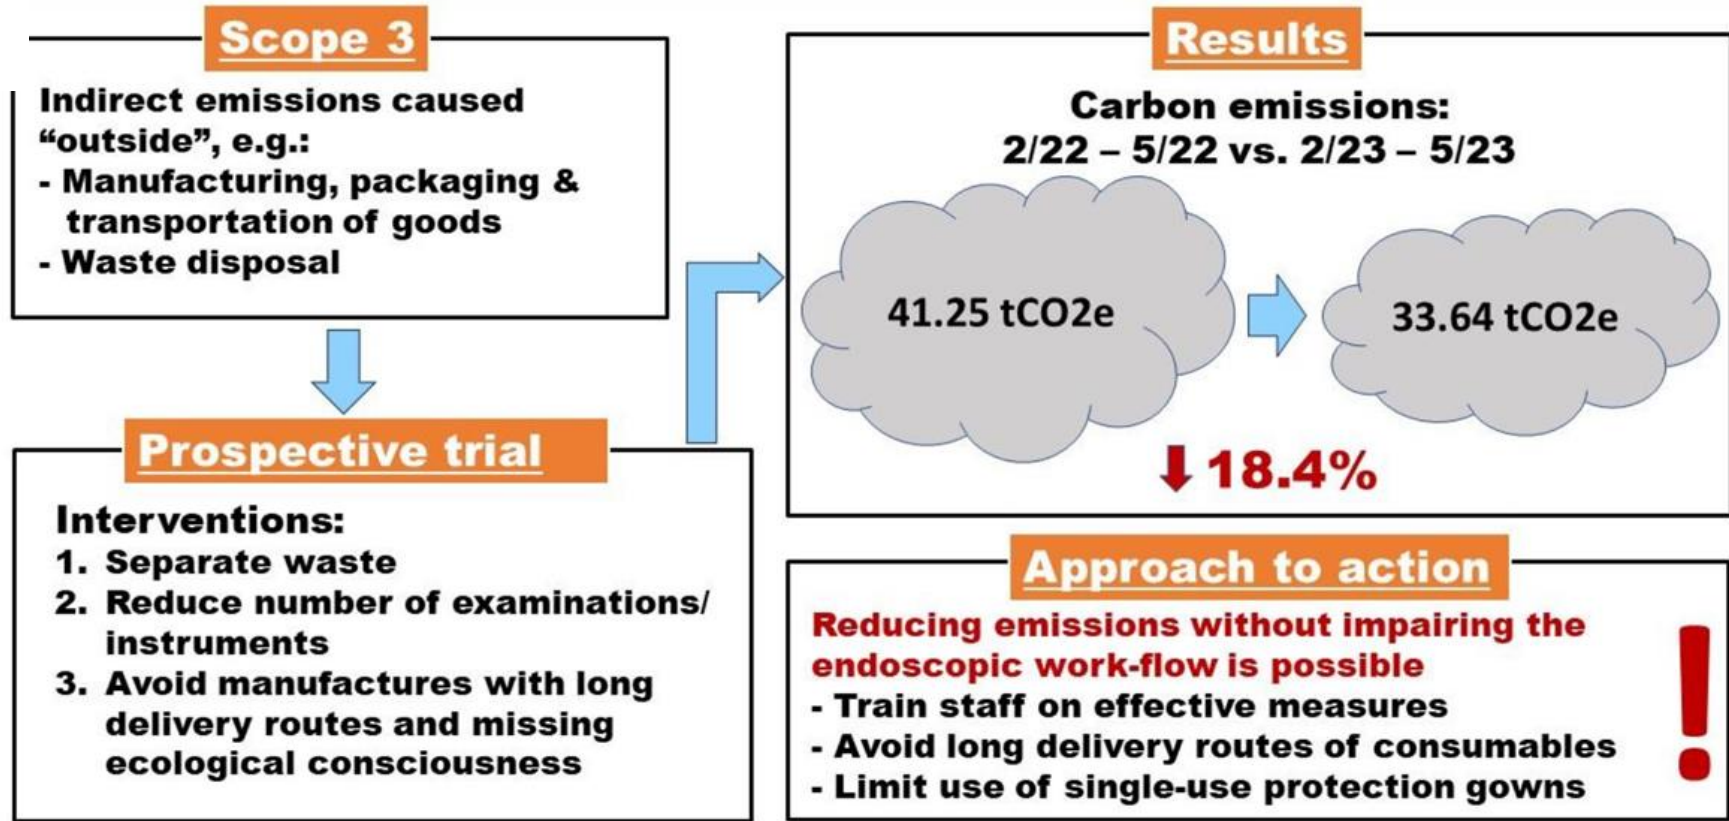 Scope 3
Indirect emissions caused
“outside”, e.g.:
- Manufacturing, packaging &
transportation of goods
- Waste disposal
Prospective trial
Interventions:
1. Separate waste
2. Reduce number of examinations/
instruments
3. Avoid manufactures with long
delivery routes and missing
ecological consciousness
Results
Carbon emissions:
2/22 – 5/22 vs. 2/23 – 5/23
41.25 tCO2e
33.64 tCO2e
18.4%
Approach to action
Reducing emissions without impairing the
endoscopic work-flow is possible
- Train staff on effective measures
- Avoid long delivery routes of consumables
- Limit use of single-use protection gowns
!